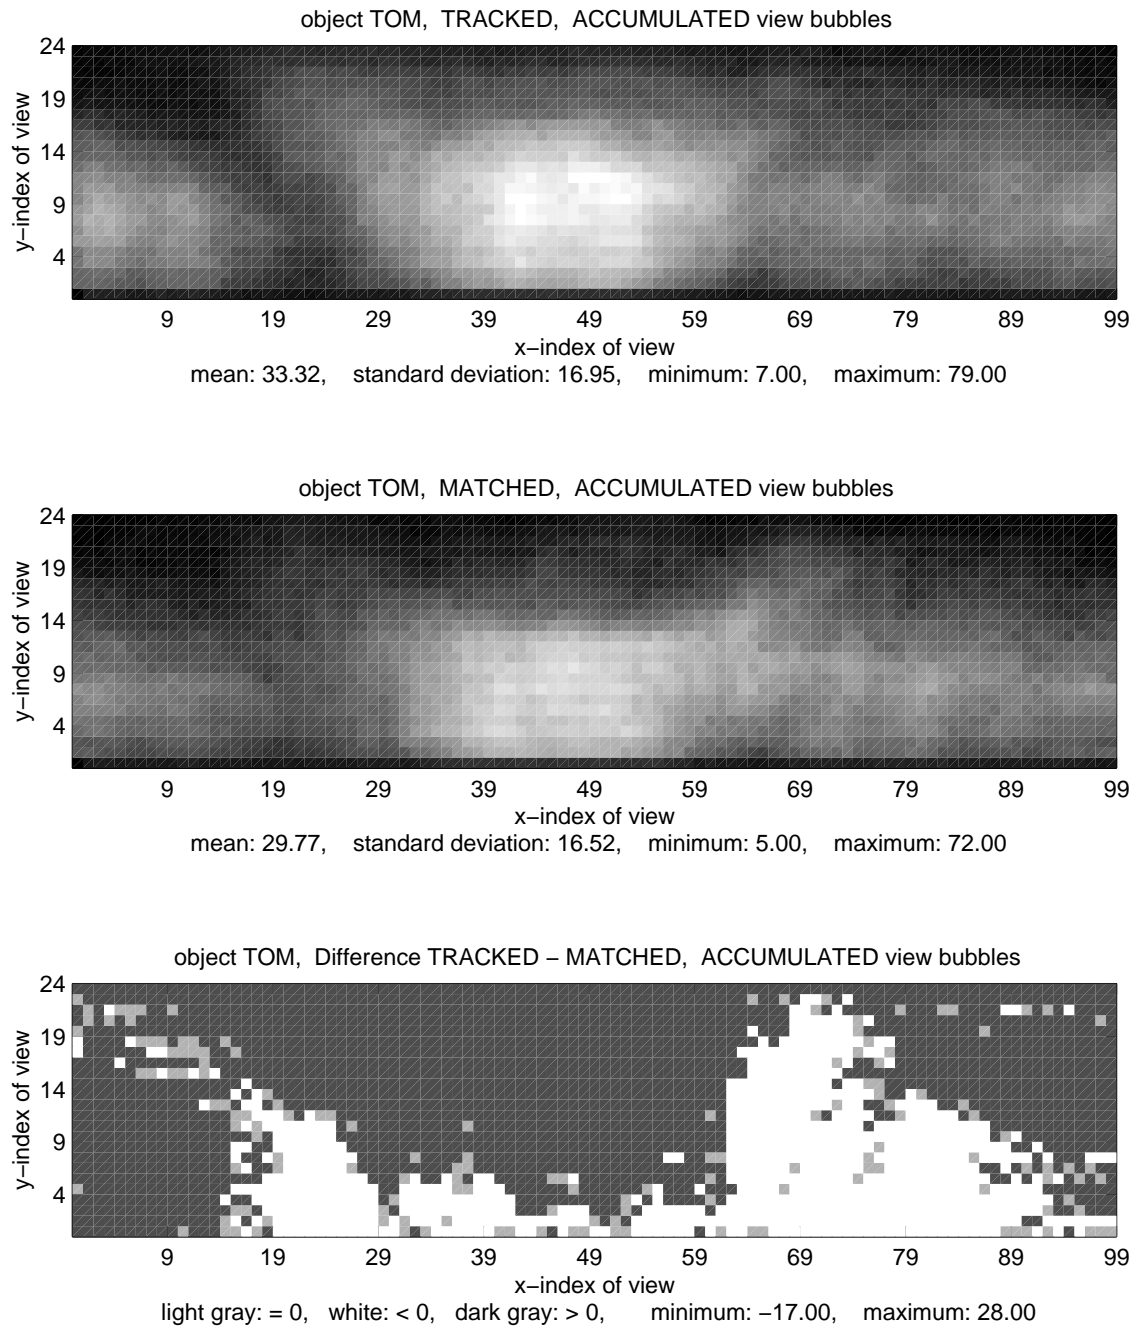 object TOM,  TRACKED,  ACCUMULATED view bubbles
24
19
14
9
4
y−index of view
9 19 29 39 49 59 69 79 89 99
x−index of view
mean: 33.32,    standard deviation: 16.95,    minimum: 7.00,    maximum: 79.00
object TOM,  MATCHED,  ACCUMULATED view bubbles
24
19
14
9
4
y−index of view
9 19 29 39 49 59 69 79 89 99
x−index of view
mean: 29.77,    standard deviation: 16.52,    minimum: 5.00,    maximum: 72.00
object TOM,  Difference TRACKED − MATCHED,  ACCUMULATED view bubbles
24
19
14
9
4
y−index of view
9 19 29 39 49 59 69 79 89 99
x−index of view
light gray: = 0,   white: < 0,   dark gray: > 0,       minimum: −17.00,    maximum: 28.00